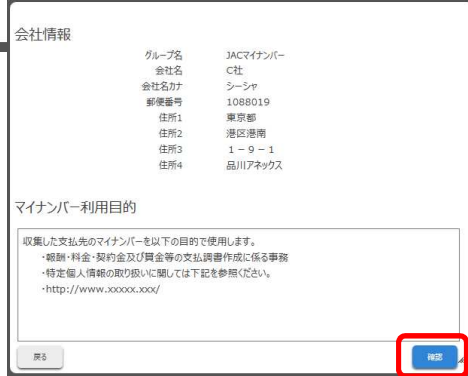 会社情報
グループ名 JACマイナンバー
会社名 C社
会社名カナ シーシャ
郵便番号 1088019
住所1 東京都
住所2 港区港南
住所3 １－９－１
住所4 品川アネックス
マイナンバー利用目的
収集した支払先のマイナンバーを以下の目的で使用します。
・報酬・料金・契約金及び賃金等の支払調書作成に係る事務
・特定個人情報の取り扱いに関しては下記を参照ください。
・http://www.xxxxx.xxx/
戻る 確認